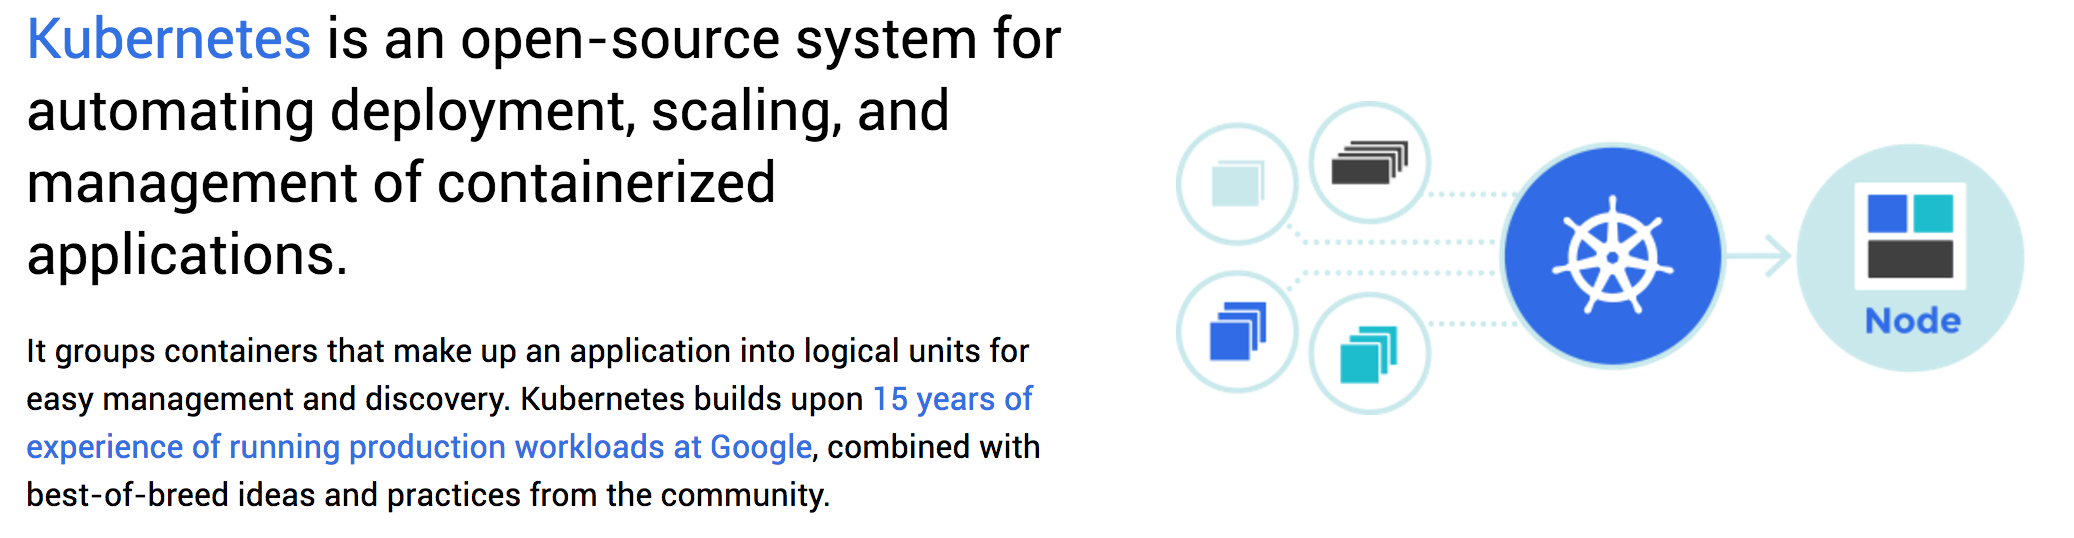 Kubernetes is an open-source system for
automating deployment, scaling, and
management of containerized
applications.
It groups containers that make up an application into logical units for
easy management and discovery. Kubernetes builds upon 15 years of
experience of running production workloads at Google, combined with
best-of-breed ideas and practices from the community.
Node